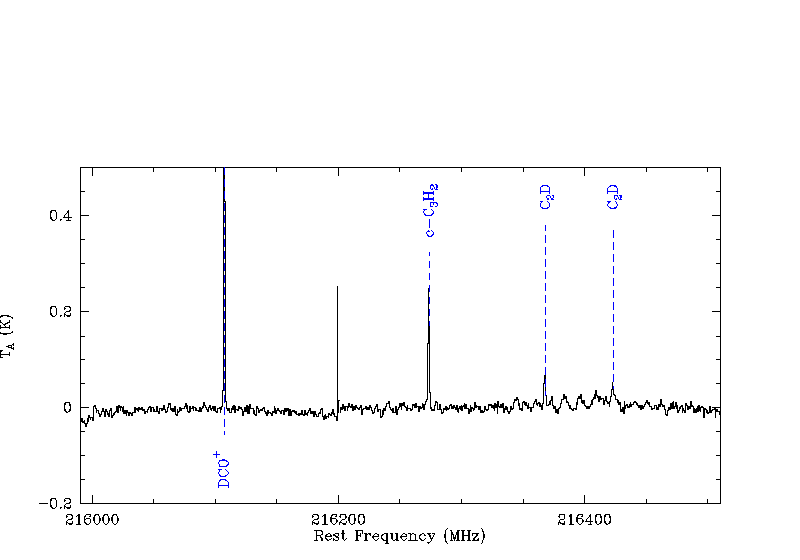 c-C₃H₂
C₂D
C₂D
0.4
0.2
0
-0.2
T_A (K)
DCO⁺
216000 216200 216400
Rest Frequency (MHz)